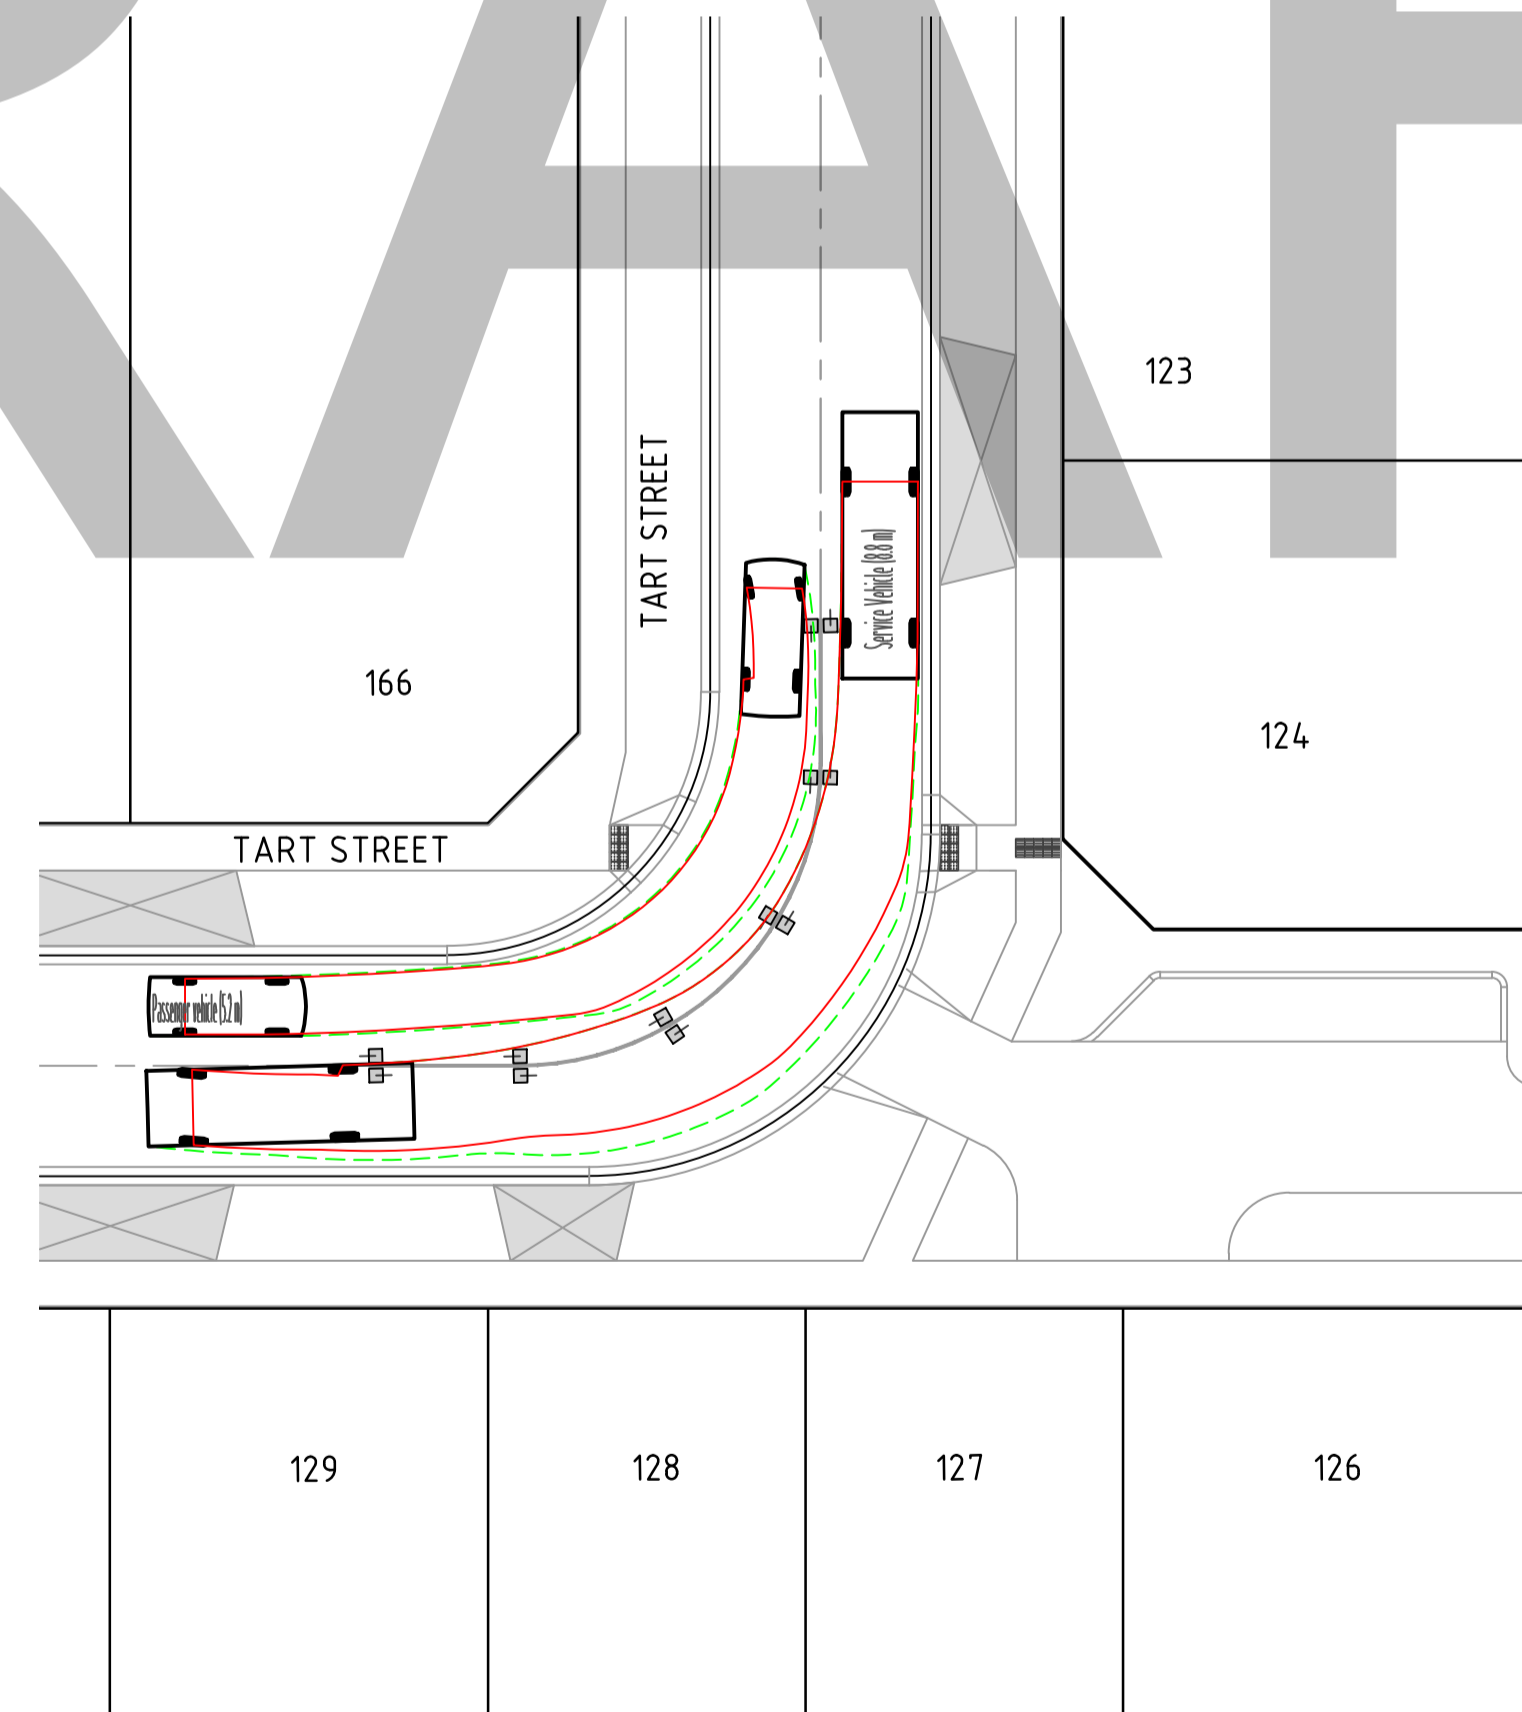 123
TART STREET
Service Vehicle (8.8 m)
166
124
TART STREET
Passenger vehicle (5.2 m)
129
128
127
126